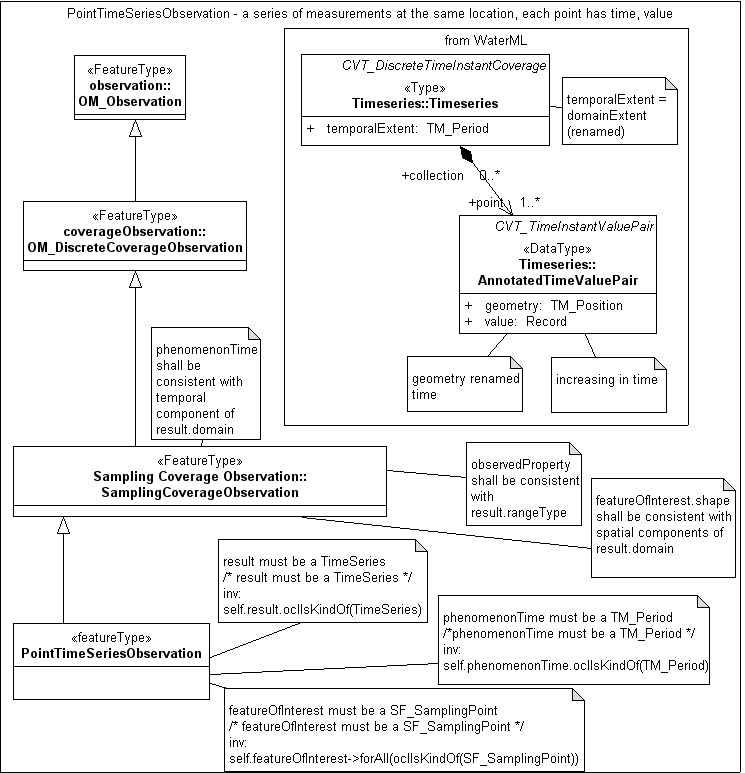 PointTimeSeriesObservation - a series of measurements at the same location, each point has time, value
from WaterML
«FeatureType»
observation::
OM_Observation
CVT_DiscreteTimeInstantCoverage
«Type»
Timeseries::Timeseries
+ temporalExtent: TM_Period
temporalExtent =
domainExtent
(renamed)
+collection 0..*
+point 1..*
«FeatureType»
coverageObservation::
OM_DiscreteCoverageObservation
CVT_TimeInstantValuePair
«DataType»
Timeseries::
AnnotatedTimeValuePair
+ geometry: TM_Position
+ value: Record
phenomenonTime
shall be
consistent with
temporal
component of
result.domain
geometry renamed
time
increasing in time
«FeatureType»
Sampling Coverage Observation::
SamplingCoverageObservation
observedProperty
shall be consistent
with
result.rangeType
featureOfInterest.shape
shall be consistent with
spatial components of
result.domain
result must be a TimeSeries
/* result must be a TimeSeries */
inv:
self.result.oclIsKindOf(TimeSeries)
«featureType»
PointTimeSeriesObservation
phenomenonTime must be a TM_Period
/*phenomenonTime must be a TM_Period */
inv:
self.phenomenonTime.oclIsKindOf(TM_Period)
featureOfInterest must be a SF_SamplingPoint
/* featureOfInterest must be a SF_SamplingPoint */
inv:
self.featureOfInterest->forAll(oclIsKindOf(SF_SamplingPoint))